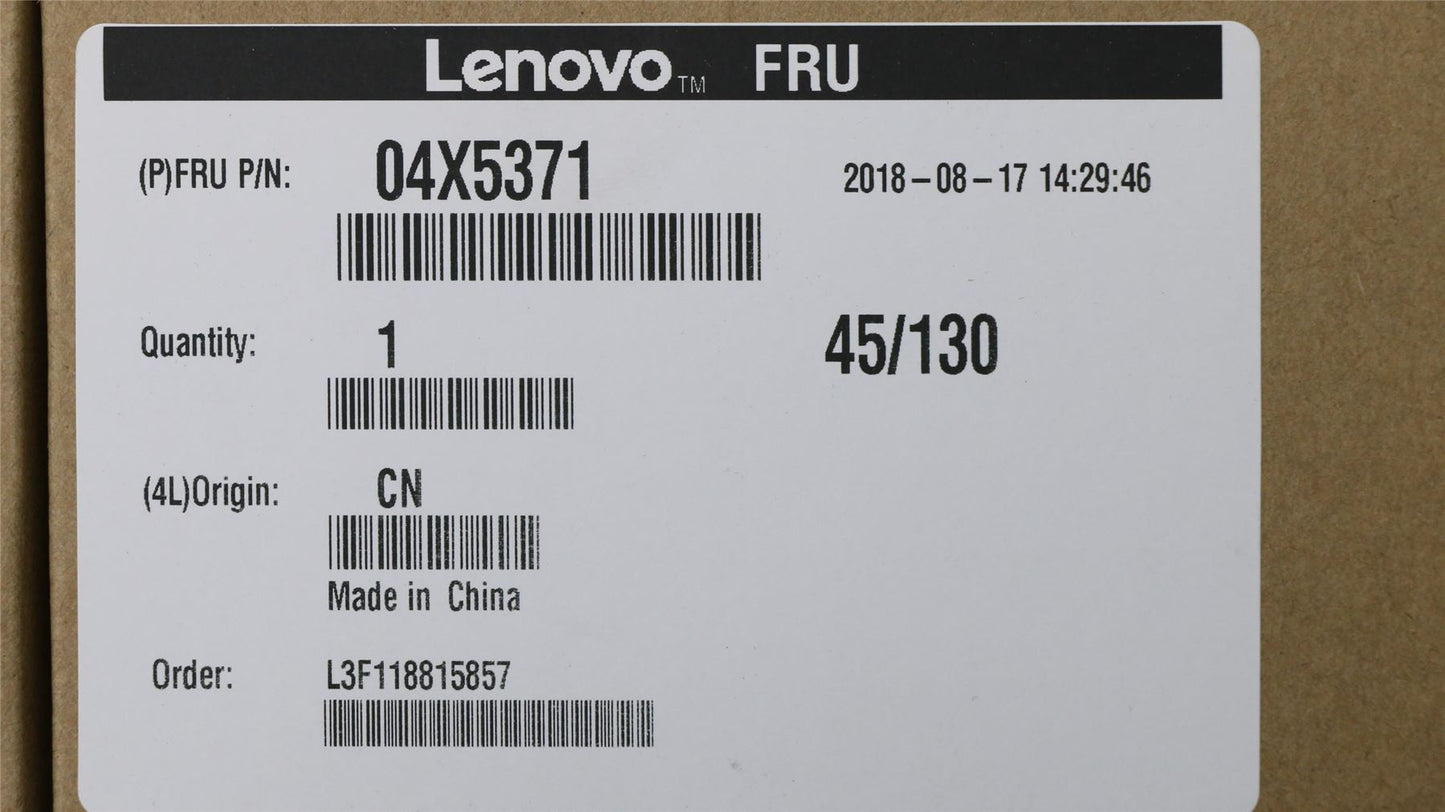 Lenovo™ FRU
(P)FRU P/N: 04X5371 2018-08-17 14:29:46
Quantity: 1 45/130
(4L)Origin: CN
Made in China
Order: L3F118815857